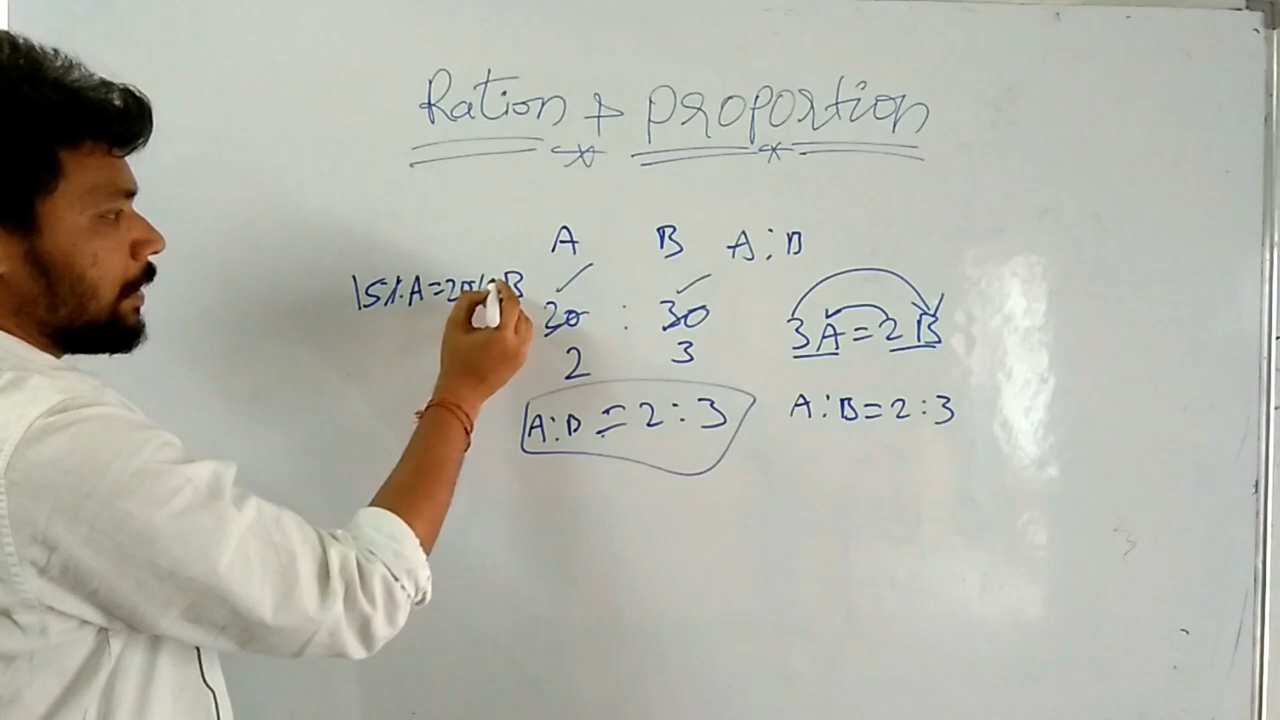 Ration & proportion
A B A:B
15%A=20%B
20 : 30
3A=2B
2 3
A:B=2:3
A:B=2:3